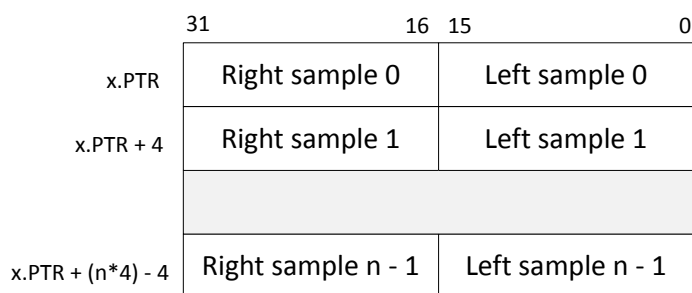 31 16 15 0
x.PTR Right sample 0 Left sample 0
x.PTR + 4 Right sample 1 Left sample 1
x.PTR + (n*4) - 4 Right sample n - 1 Left sample n - 1